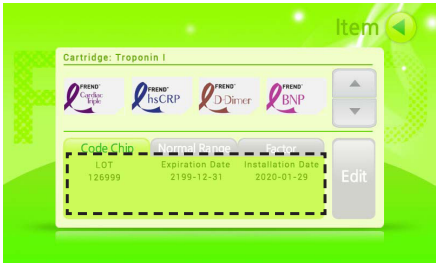 Item
Cartridge: Troponin I
FREND Cardiac Triple
FREND hsCRP
FREND D-Dimer
FREND BNP
Code Chip Normal Range Factor
LOT Expiration Date Installation Date
126999 2199-12-31 2020-01-29
Edit